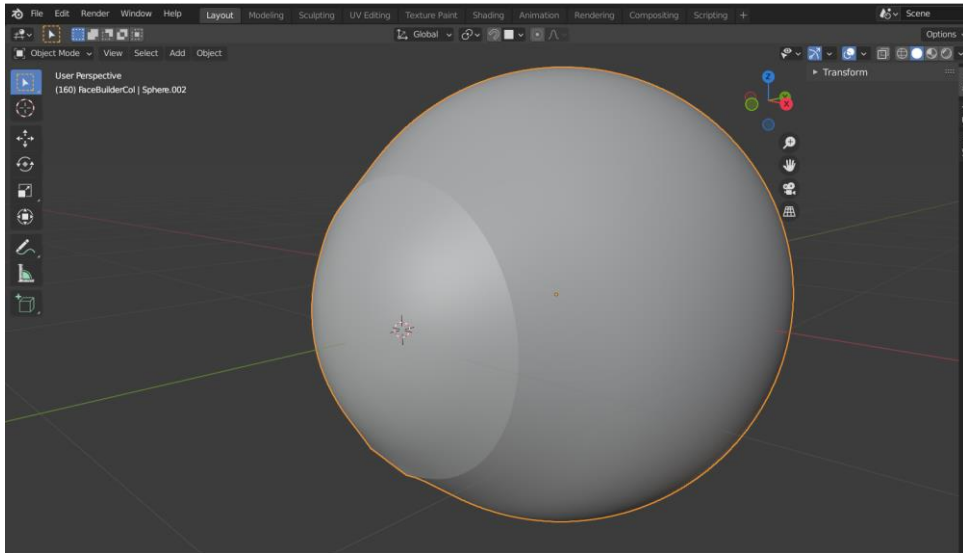 File Edit Render Window Help Layout Modeling Sculpting UV Editing Texture Paint Shading Animation Rendering Compositing Scripting + Scene
Global Options
Object Mode View Select Add Object
User Perspective Transform
(160) FaceBuilderCol | Sphere.002
Z
Y
X